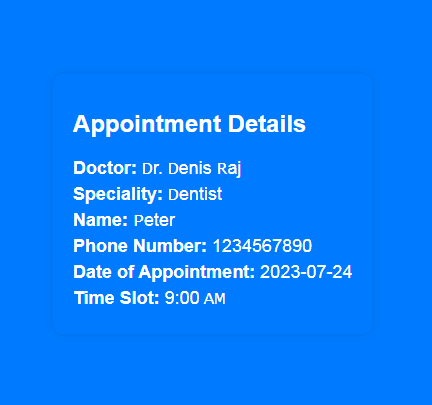 Appointment Details
Doctor: Dr. Denis Raj
Speciality: Dentist
Name: Peter
Phone Number: 1234567890
Date of Appointment: 2023-07-24
Time Slot: 9:00 AM